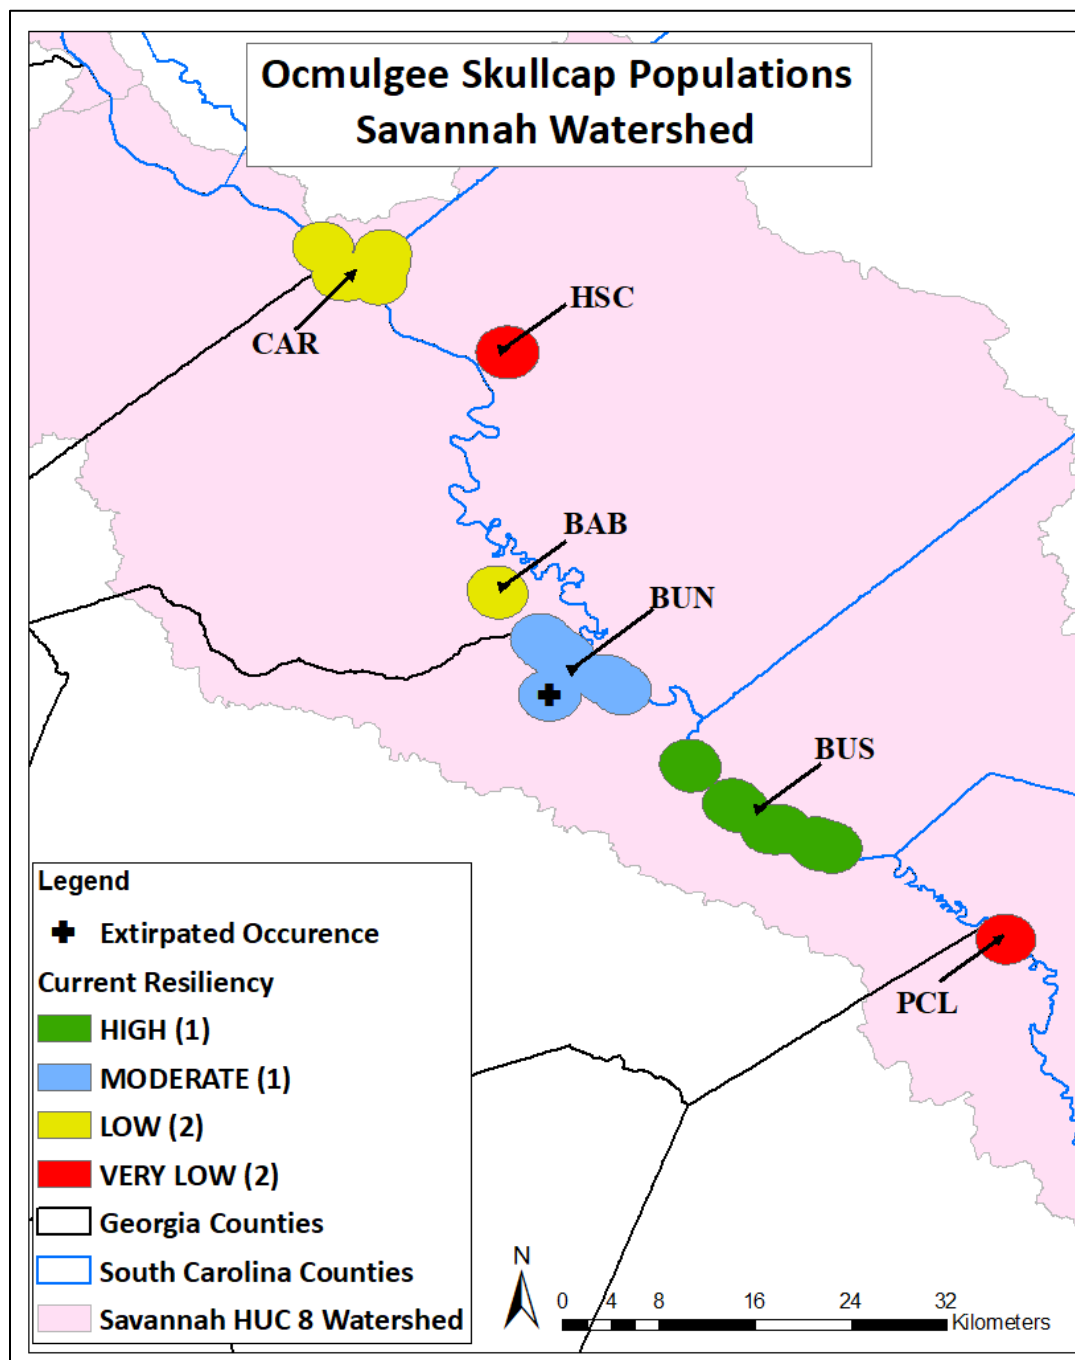 Ocmulgee Skullcap Populations
Savannah Watershed
HSC
CAR
BAB
BUN
BUS
PCL
Legend
Extirpated Occurence
Current Resiliency
HIGH (1)
MODERATE (1)
LOW (2)
VERY LOW (2)
Georgia Counties
South Carolina Counties
Savannah HUC 8 Watershed
N
0 4 8 16 24 32
Kilometers